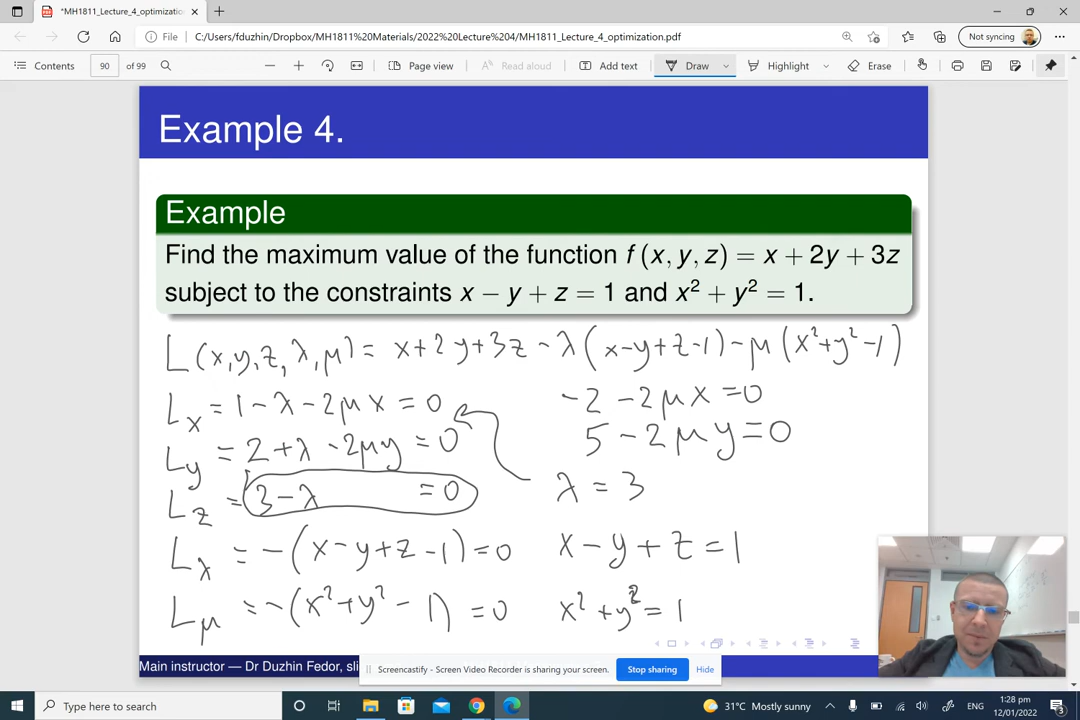 *MH1811_Lecture_4_optimization
File
C:/Users/fduzhin/Dropbox/MH1811%20Materials/2022%20Lecture%204/MH1811_Lecture_4_optimization.pdf
Not syncing
Contents 90 of 99 Page view Read aloud Add text Draw Highlight Erase
Example 4.
Example
Find the maximum value of the function f (x, y, z) = x + 2y + 3z
subject to the constraints x − y + z = 1 and x² + y² = 1.
L(x,y,z,λ,μ) = x+2y+3z −λ(x−y+z−1)−μ(x²+y²−1)
Lx = 1−λ−2μx = 0
−2 −2μx =0
Ly = 2+λ−2μy = 0
5 −2μy=0
Lz = 3−λ =0
λ = 3
Lλ = −(x−y+z−1)=0
x−y+z=1
Lμ = −(x²+y²−1) =0
x²+y²=1
Main instructor — Dr Duzhin Fedor, sli
Screencastify - Screen Video Recorder is sharing your screen.
Stop sharing
Hide
Type here to search
31°C Mostly sunny
ENG
1:28 pm
12/01/2022
3